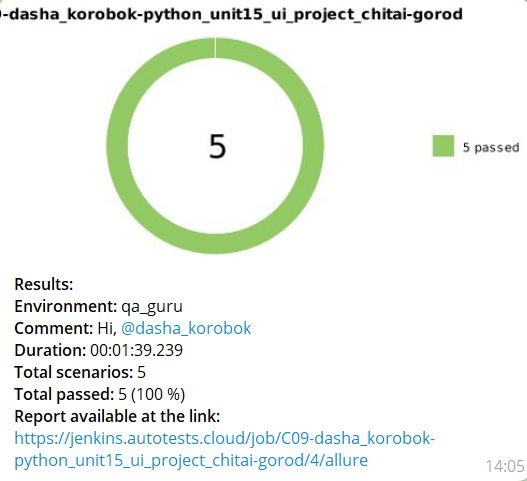 -dasha_korobok-python_unit15_ui_project_chitai-gorod
5
5 passed
Results:
Environment: qa_guru
Comment: Hi, @dasha_korobok
Duration: 00:01:39.239
Total scenarios: 5
Total passed: 5 (100 %)
Report available at the link:
https://jenkins.autotests.cloud/job/C09-dasha_korobok-
python_unit15_ui_project_chitai-gorod/4/allure
14:05